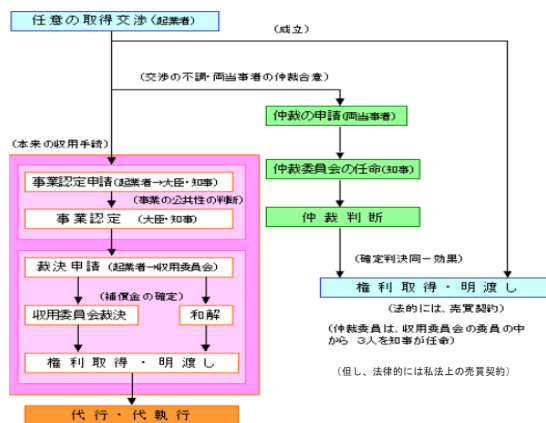 任意の取得交渉(起業者)
(成立)
(交渉の不調・両当事者の仲裁合意)
仲裁の申請(両当事者)
(本来の収用手続)
仲裁委員会の任命(知事)
事業認定申請(起業者→大臣・知事)
(事業の公共性の判断)
事業認定 (大臣・知事)
仲裁判断
裁決申請(起業者→収用委員会)
(確定判決同一効果)
(補償金の確定)
権利取得・明渡し
収用委員会裁決
和解
(法的には、売買契約)
(仲裁委員は、収用委員会の委員の中
から 3人を知事が任命)
権利取得・明渡し
(但し、法律的には私法上の売買契約)
代行・代執行